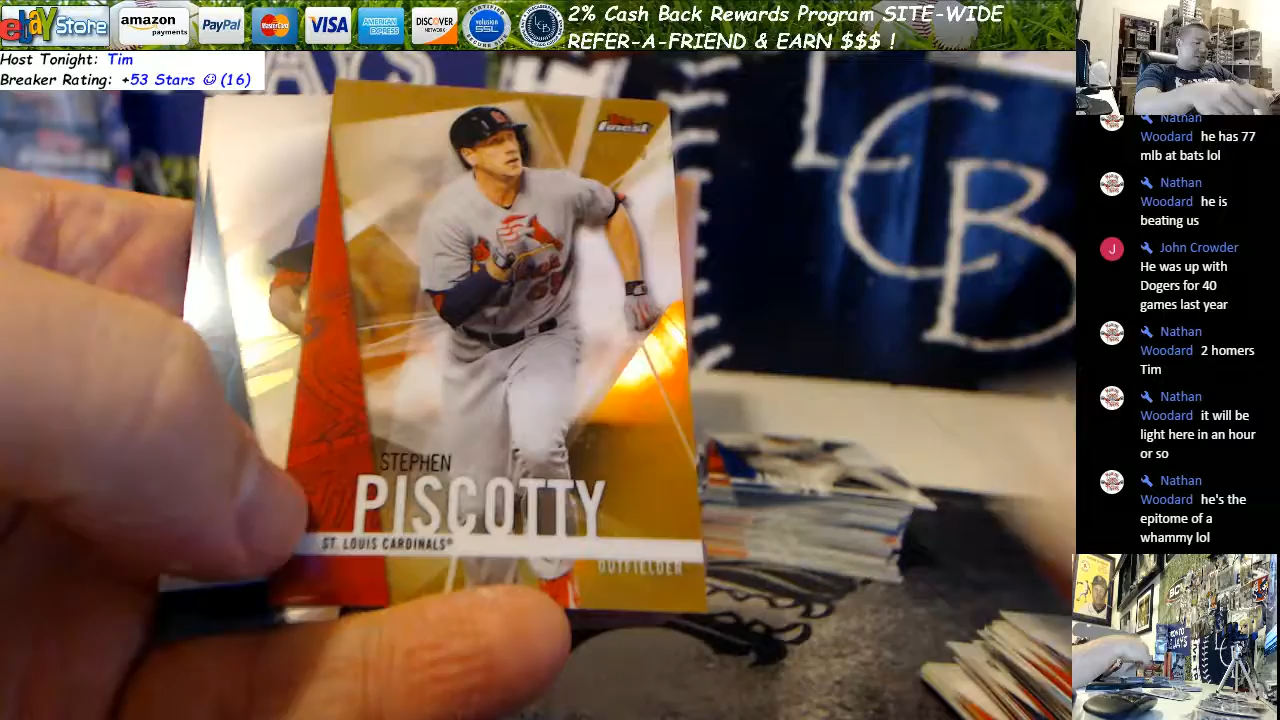 ebay Store
amazon
payments
PayPal
MasterCard
VISA
AMERICAN
EXPRESS
DISCOVER
NETWORK
volusion
SSL
LCB
2% Cash Back Rewards Program SITE-WIDE
REFER-A-FRIEND & EARN $$$ !
Host Tonight: Tim
Breaker Rating: +53 Stars ☺ (16)
finest
STEPHEN
PISCOTTY
ST. LOUIS CARDINALS®
OUTFIELDER
LCB
Nathan
Woodard he has 77
mlb at bats lol
Nathan
Woodard he is
beating us
J
John Crowder
He was up with
Dogers for 40
games last year
Nathan
Woodard 2 homers
Tim
Nathan
Woodard it will be
light here in an hour
or so
Nathan
Woodard he's the
epitome of a
whammy lol